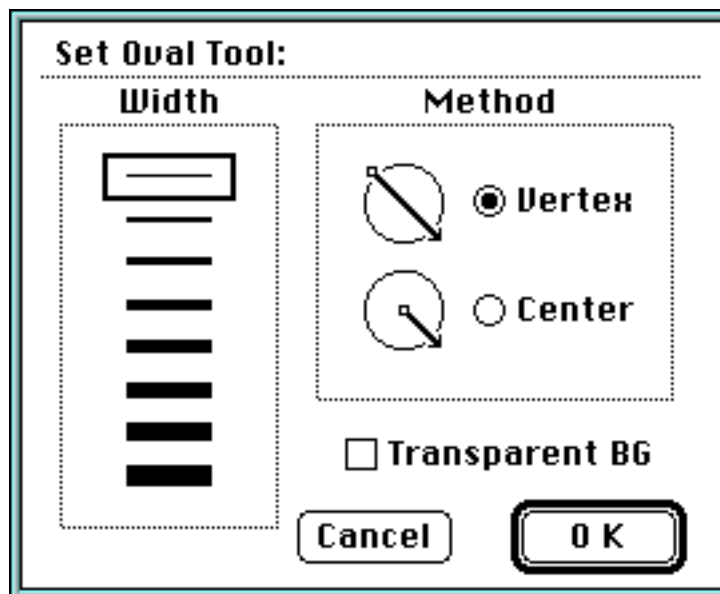 Set Oval Tool:
Width
Method
Vertex
Center
Transparent BG
Cancel
OK